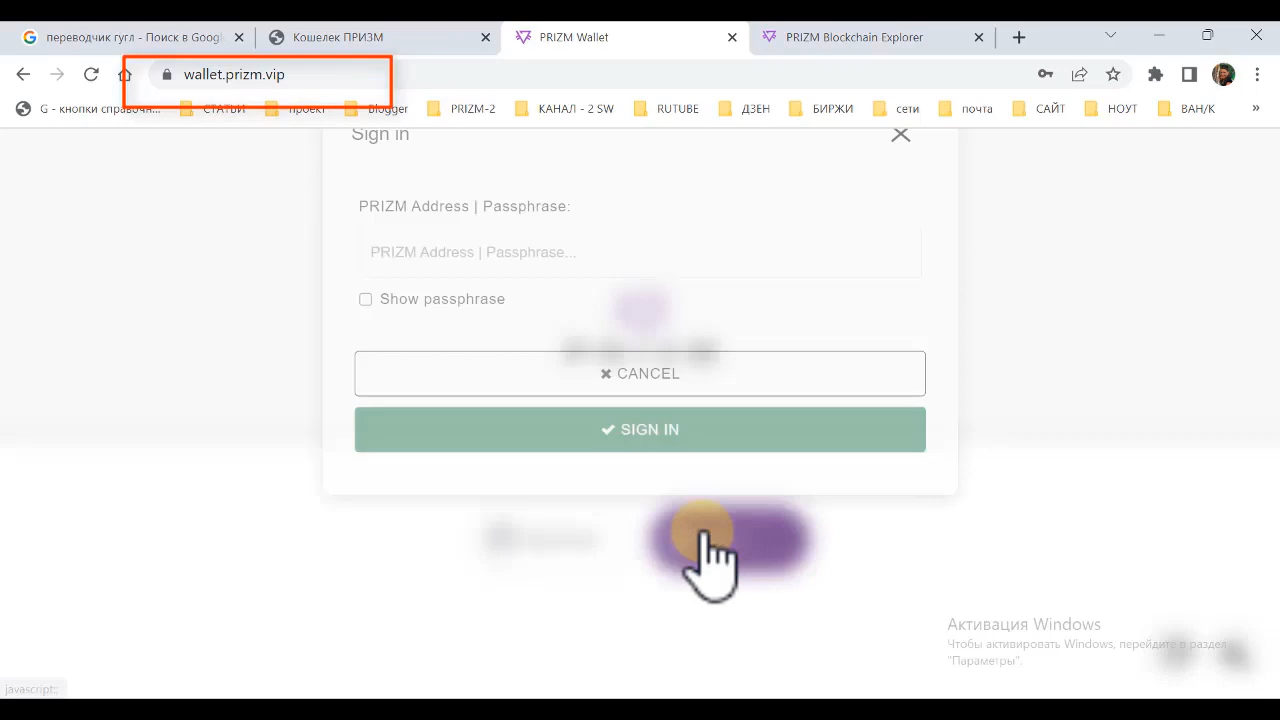 переводчик гугл - Поиск в Googl
Кошелек ПРИЗМ
PRIZM Wallet
PRIZM Blockchain Explorer
wallet.prizm.vip
G - кнопки справочн...
СТАТЬИ
проект
Blogger
PRIZM-2
КАНАЛ - 2 SW
RUTUBE
ДЗЕН
БИРЖИ
сети
почта
САЙТ
НОУТ
ВАН/К
»
Sign in
PRIZM Address | Passphrase:
PRIZM Address | Passphrase...
Show passphrase
CANCEL
SIGN IN
Активация Windows
Чтобы активировать Windows, перейдите в раздел
"Параметры".
javascript:;